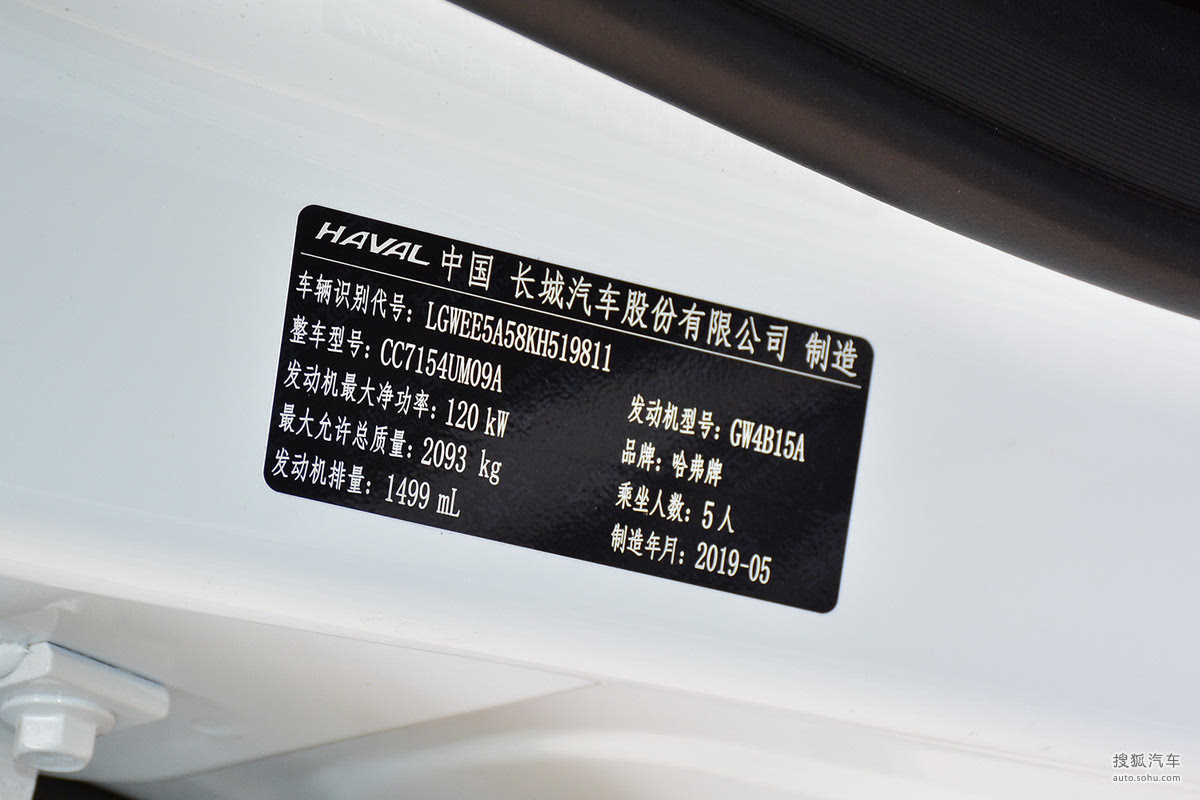 HAVAL 中国 长城汽车股份有限公司 制造
车辆识别代号: LGWEE5A58KH519811
整车型号: CC7154UM09A
发动机型号: GW4B15A
发动机最大净功率: 120 kW
品牌: 哈弗牌
最大允许总质量: 2093 kg
乘坐人数: 5人
发动机排量: 1499 mL
制造年月: 2019-05
搜狐汽车
auto.sohu.com